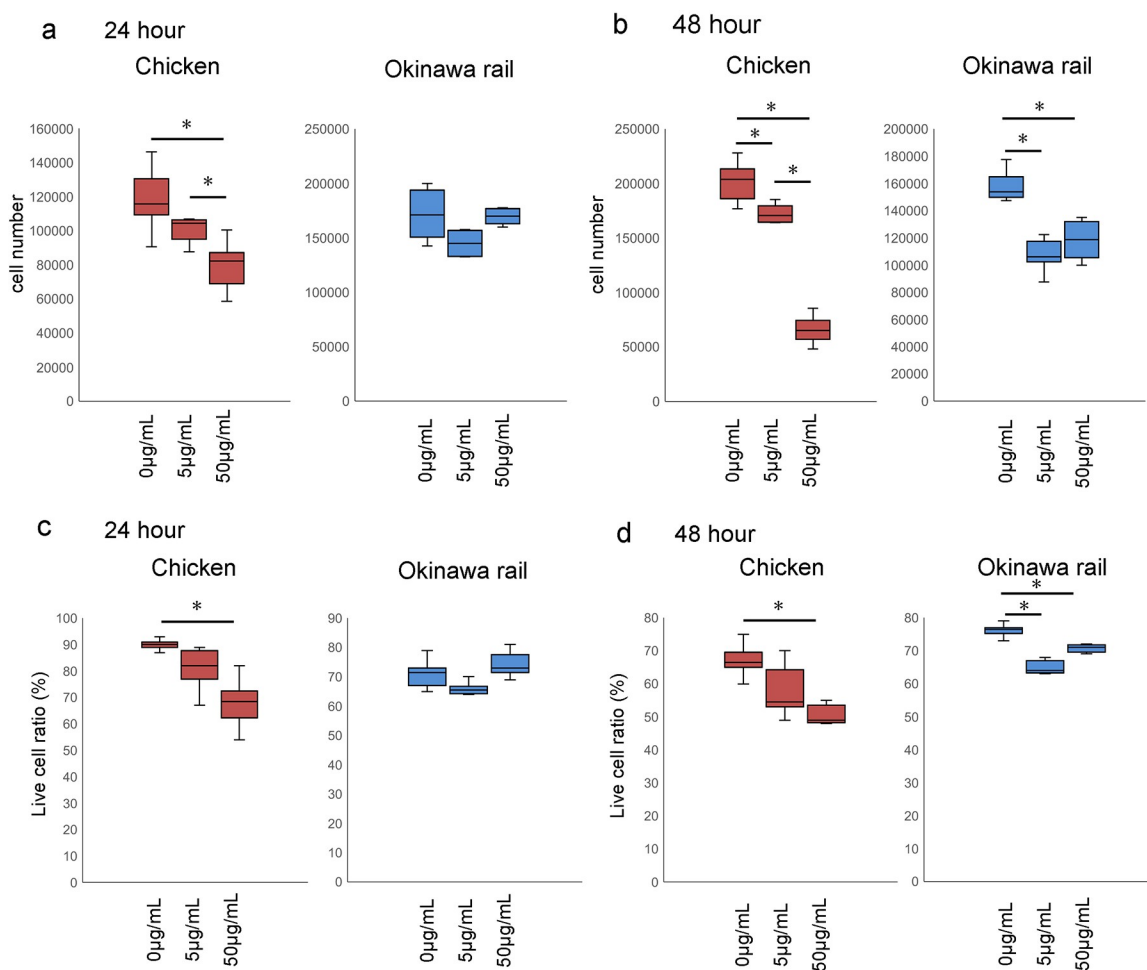 a 24 hour
Chicken
Okinawa rail
cell number
160000
140000
120000
100000
80000
60000
40000
20000
0
*
*
0µg/mL
5µg/mL
50µg/mL
250000
200000
150000
100000
50000
0
0µg/mL
5µg/mL
50µg/mL
b 48 hour
Chicken
Okinawa rail
cell number
250000
200000
150000
100000
50000
0
*
*
*
0µg/mL
5µg/mL
50µg/mL
200000
180000
160000
140000
120000
100000
80000
60000
40000
20000
0
*
*
0µg/mL
5µg/mL
50µg/mL
c 24 hour
Chicken
Okinawa rail
Live cell ratio (%)
100
90
80
70
60
50
40
30
20
10
0
*
0µg/mL
5µg/mL
50µg/mL
90
80
70
60
50
40
30
20
10
0
0µg/mL
5µg/mL
50µg/mL
d 48 hour
Chicken
Okinawa rail
Live cell ratio (%)
80
70
60
50
40
30
20
10
0
*
0µg/mL
5µg/mL
50µg/mL
80
70
60
50
40
30
20
10
0
*
*
0µg/mL
5µg/mL
50µg/mL